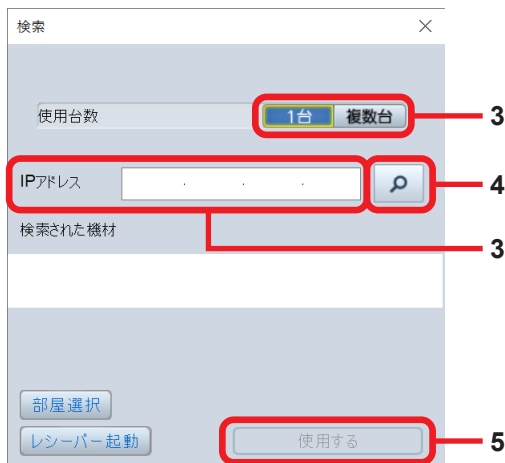 検索
使用台数
1台 複数台
3
IPアドレス . . .
4
検索された機材
3
部屋選択
レシーバー起動
使用する
5